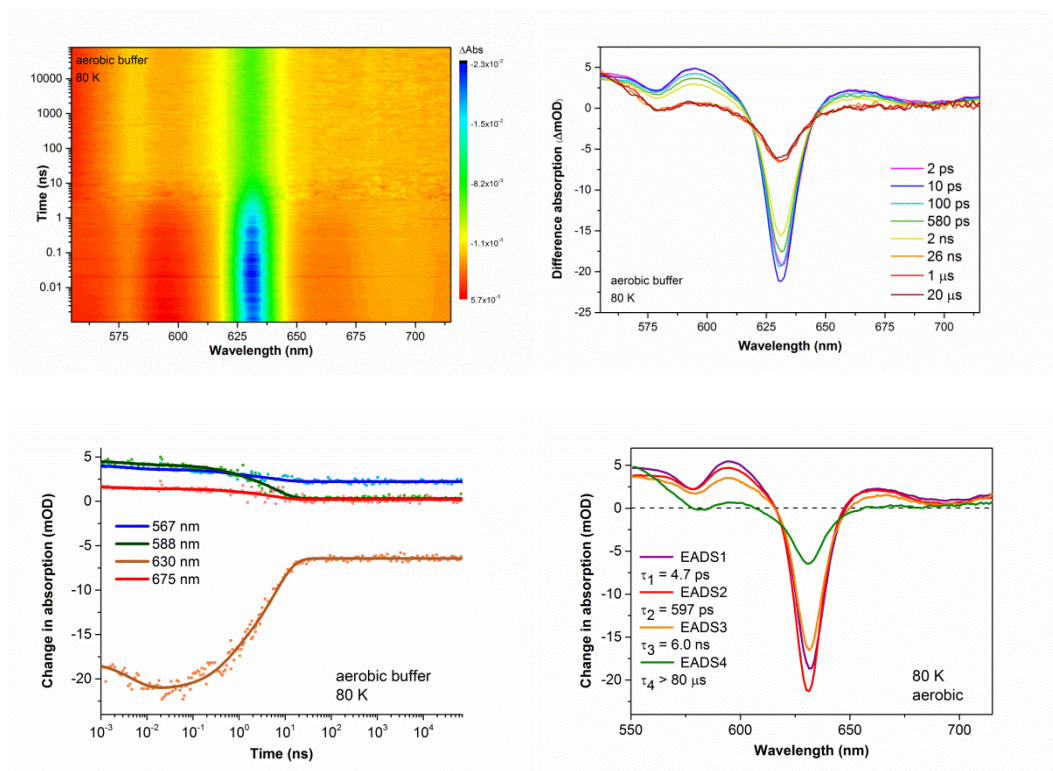 aerobic buffer
80 K
ΔAbs
-2.3x10⁻²
-1.5x10⁻²
-8.2x10⁻³
-1.1x10⁻³
5.7x10⁻³
10000
1000
100
10
1
0.1
0.01
Time (ns)
575 600 625 650 675 700
Wavelength (nm)
5
0
-5
-10
-15
-20
-25
Difference absorption (ΔmOD)
2 ps
10 ps
100 ps
580 ps
2 ns
26 ns
1 μs
20 μs
aerobic buffer
80 K
575 600 625 650 675 700
Wavelength (nm)
5
0
-5
-10
-15
-20
Change in absorption (mOD)
567 nm
588 nm
630 nm
675 nm
aerobic buffer
80 K
10⁻³ 10⁻² 10⁻¹ 10⁰ 10¹ 10² 10³ 10⁴
Time (ns)
5
0
-5
-10
-15
-20
Change in absorption (mOD)
EADS1
τ₁ = 4.7 ps
EADS2
τ₂ = 597 ps
EADS3
τ₃ = 6.0 ns
EADS4
τ₄ > 80 μs
80 K
aerobic
550 600 650 700
Wavelength (nm)